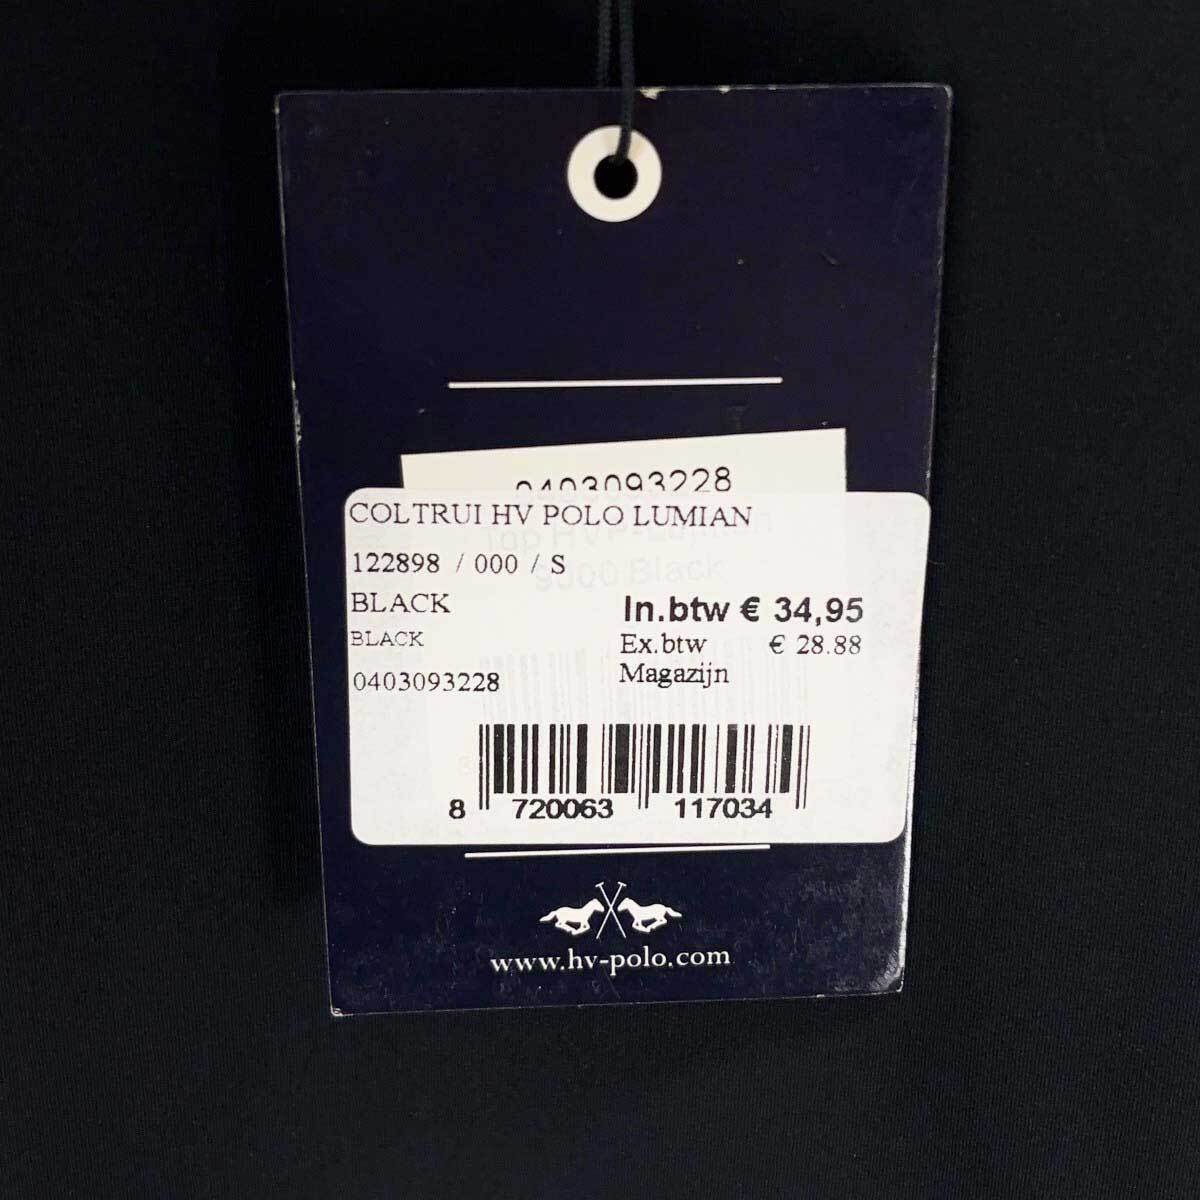 0403093228
COLTRUI HV POLO LUMIAN
122898 / 000 / S
BLACK
In.btw € 34,95
BLACK
Ex.btw € 28.88
Magazijn
0403093228
8 720063 117034
www.hv-polo.com